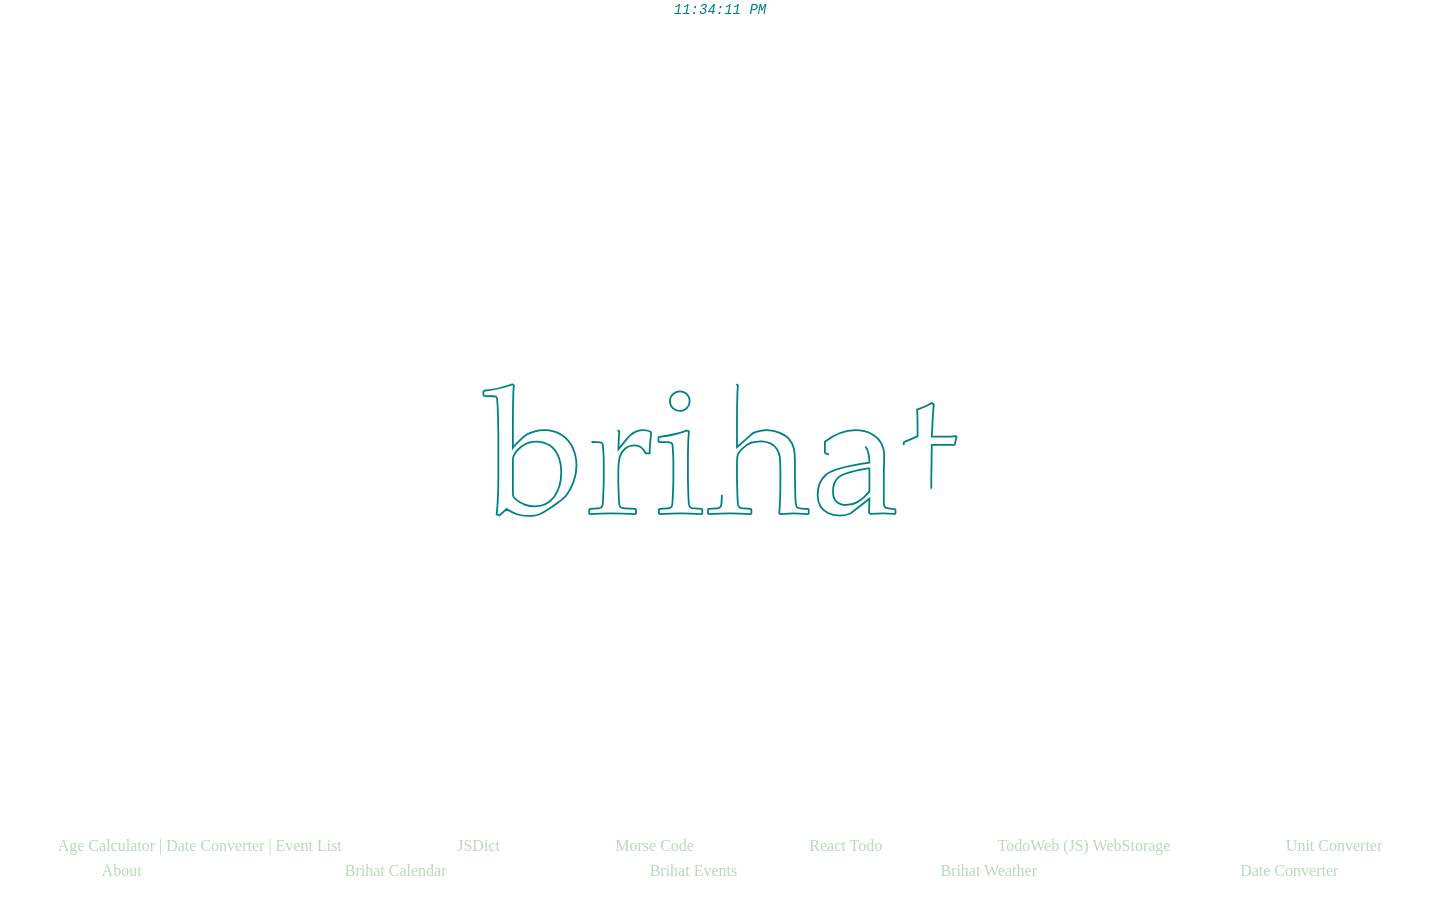 11:34:11 PM
brihat
Age Calculator | Date Converter | Event List JSDict Morse Code React Todo TodoWeb (JS) WebStorage Unit Converter
About Brihat Calendar Brihat Events Brihat Weather Date Converter